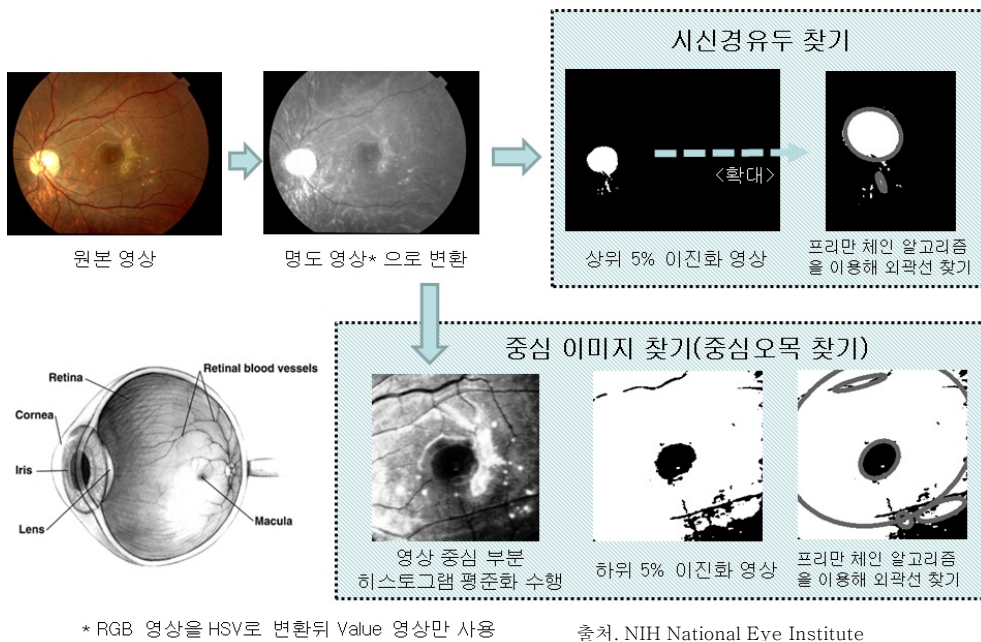 시신경유두 찾기
<확대>
원본 영상
명도 영상* 으로 변환
상위 5% 이진화 영상
프리만 체인 알고리즘
을 이용해 외곽선 찾기
중심 이미지 찾기(중심오목 찾기)
Retinal blood vessels
Retina
Cornea
Iris
Lens
Macula
영상 중심 부분
히스토그램 평준화 수행
하위 5% 이진화 영상
프리만 체인 알고리즘
을 이용해 외곽선 찾기
* RGB 영상을 HSV로 변환뒤 Value 영상만 사용
출처. NIH National Eye Institute